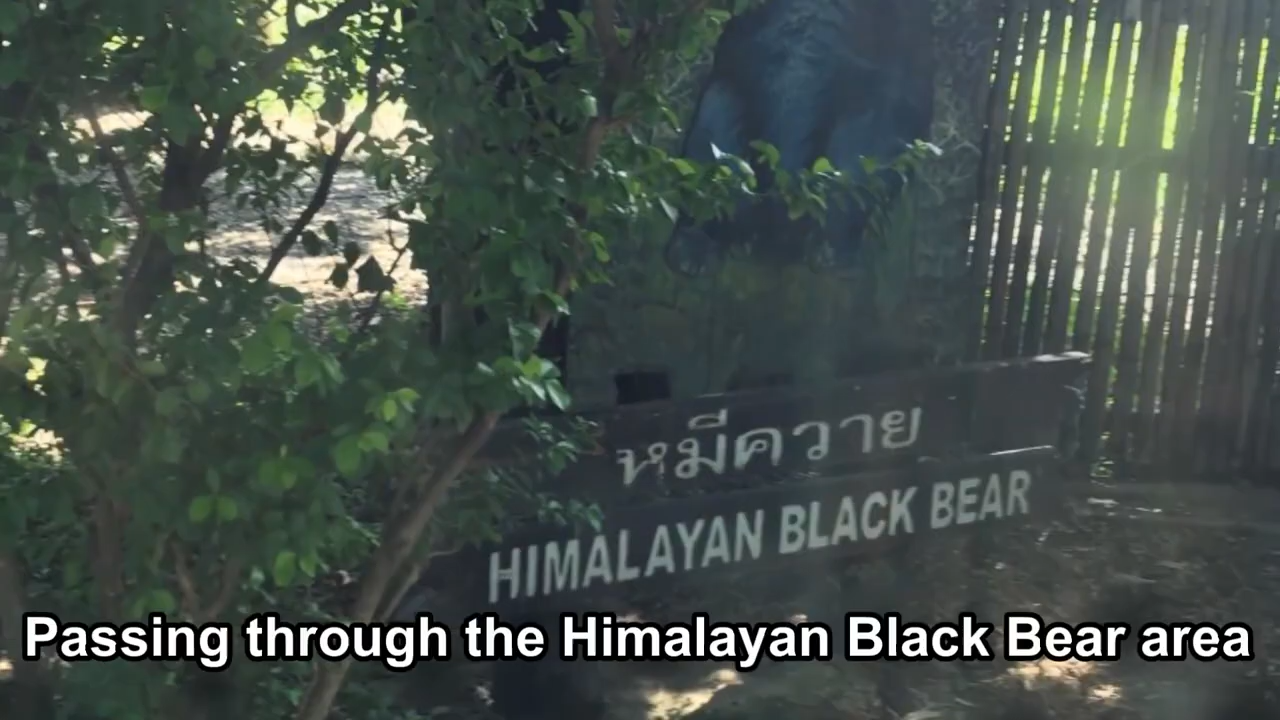 หมีควาย
HIMALAYAN BLACK BEAR
Passing through the Himalayan Black Bear area